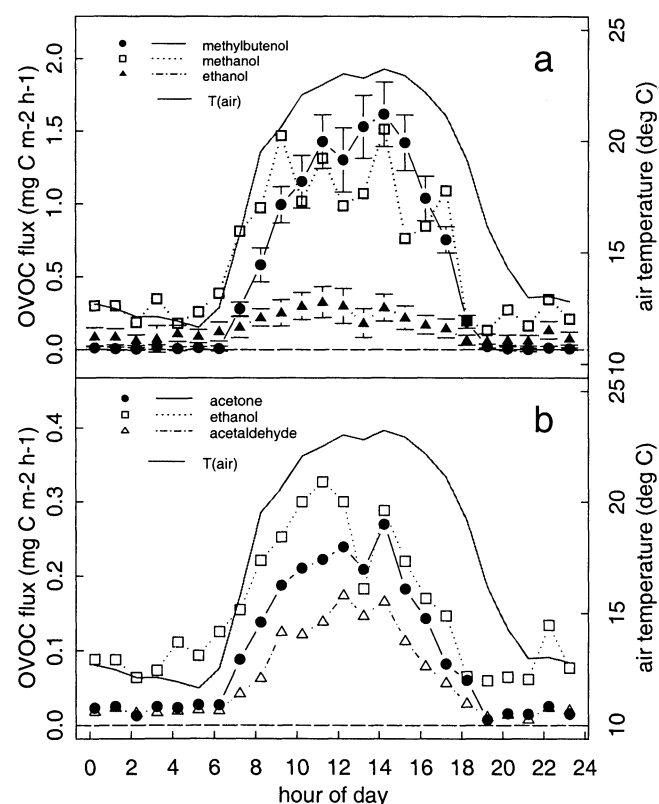 a
methylbutenol
methanol
ethanol
T(air)
OVOC flux (mg C m-2 h-1)
2.0
1.5
1.0
0.5
0.0
25
20
15
10
air temperature (deg C)
b
acetone
ethanol
acetaldehyde
T(air)
OVOC flux (mg C m-2 h-1)
0.4
0.3
0.2
0.1
0.0
25
20
15
10
air temperature (deg C)
0 2 4 6 8 10 12 14 16 18 20 22 24
hour of day